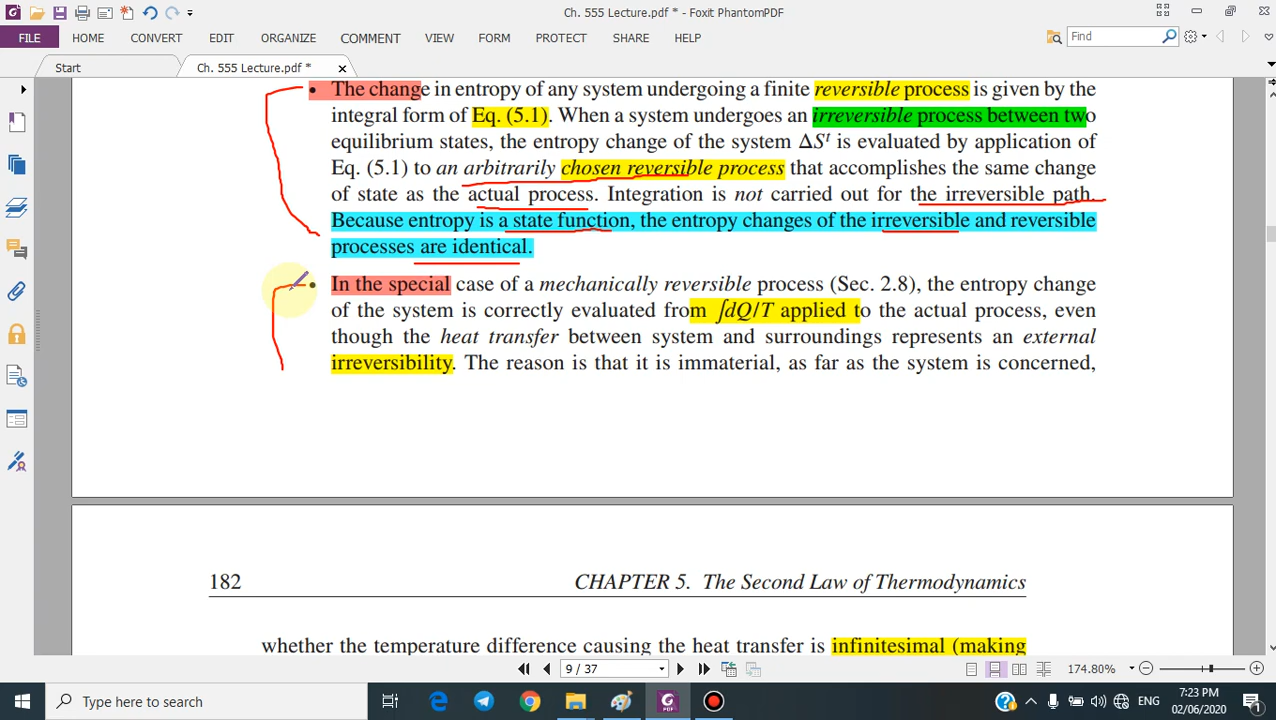 Ch. 555 Lecture.pdf * - Foxit PhantomPDF
FILE HOME CONVERT EDIT ORGANIZE COMMENT VIEW FORM PROTECT SHARE HELP Find
Start Ch. 555 Lecture.pdf *
• The change in entropy of any system undergoing a finite reversible process is given by the
integral form of Eq. (5.1). When a system undergoes an irreversible process between two
equilibrium states, the entropy change of the system ΔSᵗ is evaluated by application of
Eq. (5.1) to an arbitrarily chosen reversible process that accomplishes the same change
of state as the actual process. Integration is not carried out for the irreversible path.
Because entropy is a state function, the entropy changes of the irreversible and reversible
processes are identical.
• In the special case of a mechanically reversible process (Sec. 2.8), the entropy change
of the system is correctly evaluated from ∫dQ/T applied to the actual process, even
though the heat transfer between system and surroundings represents an external
irreversibility. The reason is that it is immaterial, as far as the system is concerned,
182 CHAPTER 5. The Second Law of Thermodynamics
whether the temperature difference causing the heat transfer is infinitesimal (making
9 / 37 174.80%
Type here to search ENG 7:23 PM
02/06/2020